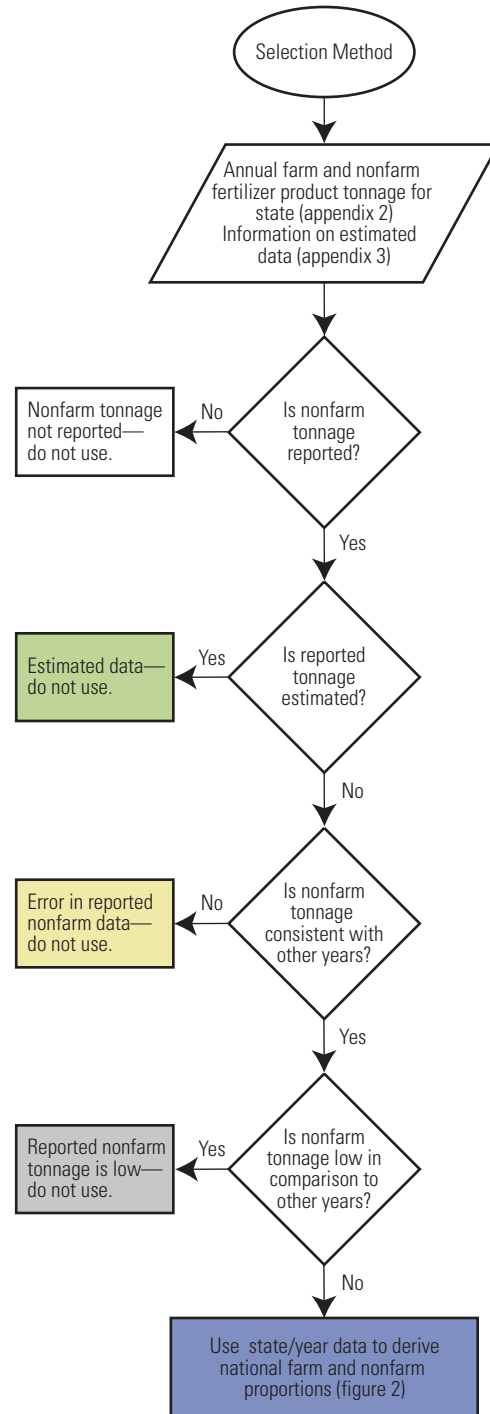 Selection Method
Annual farm and nonfarm
fertilizer product tonnage for
state (appendix 2)
Information on estimated
data (appendix 3)
Is nonfarm
tonnage
reported?
No
Nonfarm tonnage
not reported—
do not use.
Yes
Is reported
tonnage
estimated?
Yes
Estimated data—
do not use.
No
Is nonfarm
tonnage
consistent with
other years?
No
Error in reported
nonfarm data—
do not use.
Yes
Is nonfarm
tonnage low in
comparison to
other years?
Yes
Reported nonfarm
tonnage is low—
do not use.
No
Use state/year data to derive
national farm and nonfarm
proportions (figure 2)